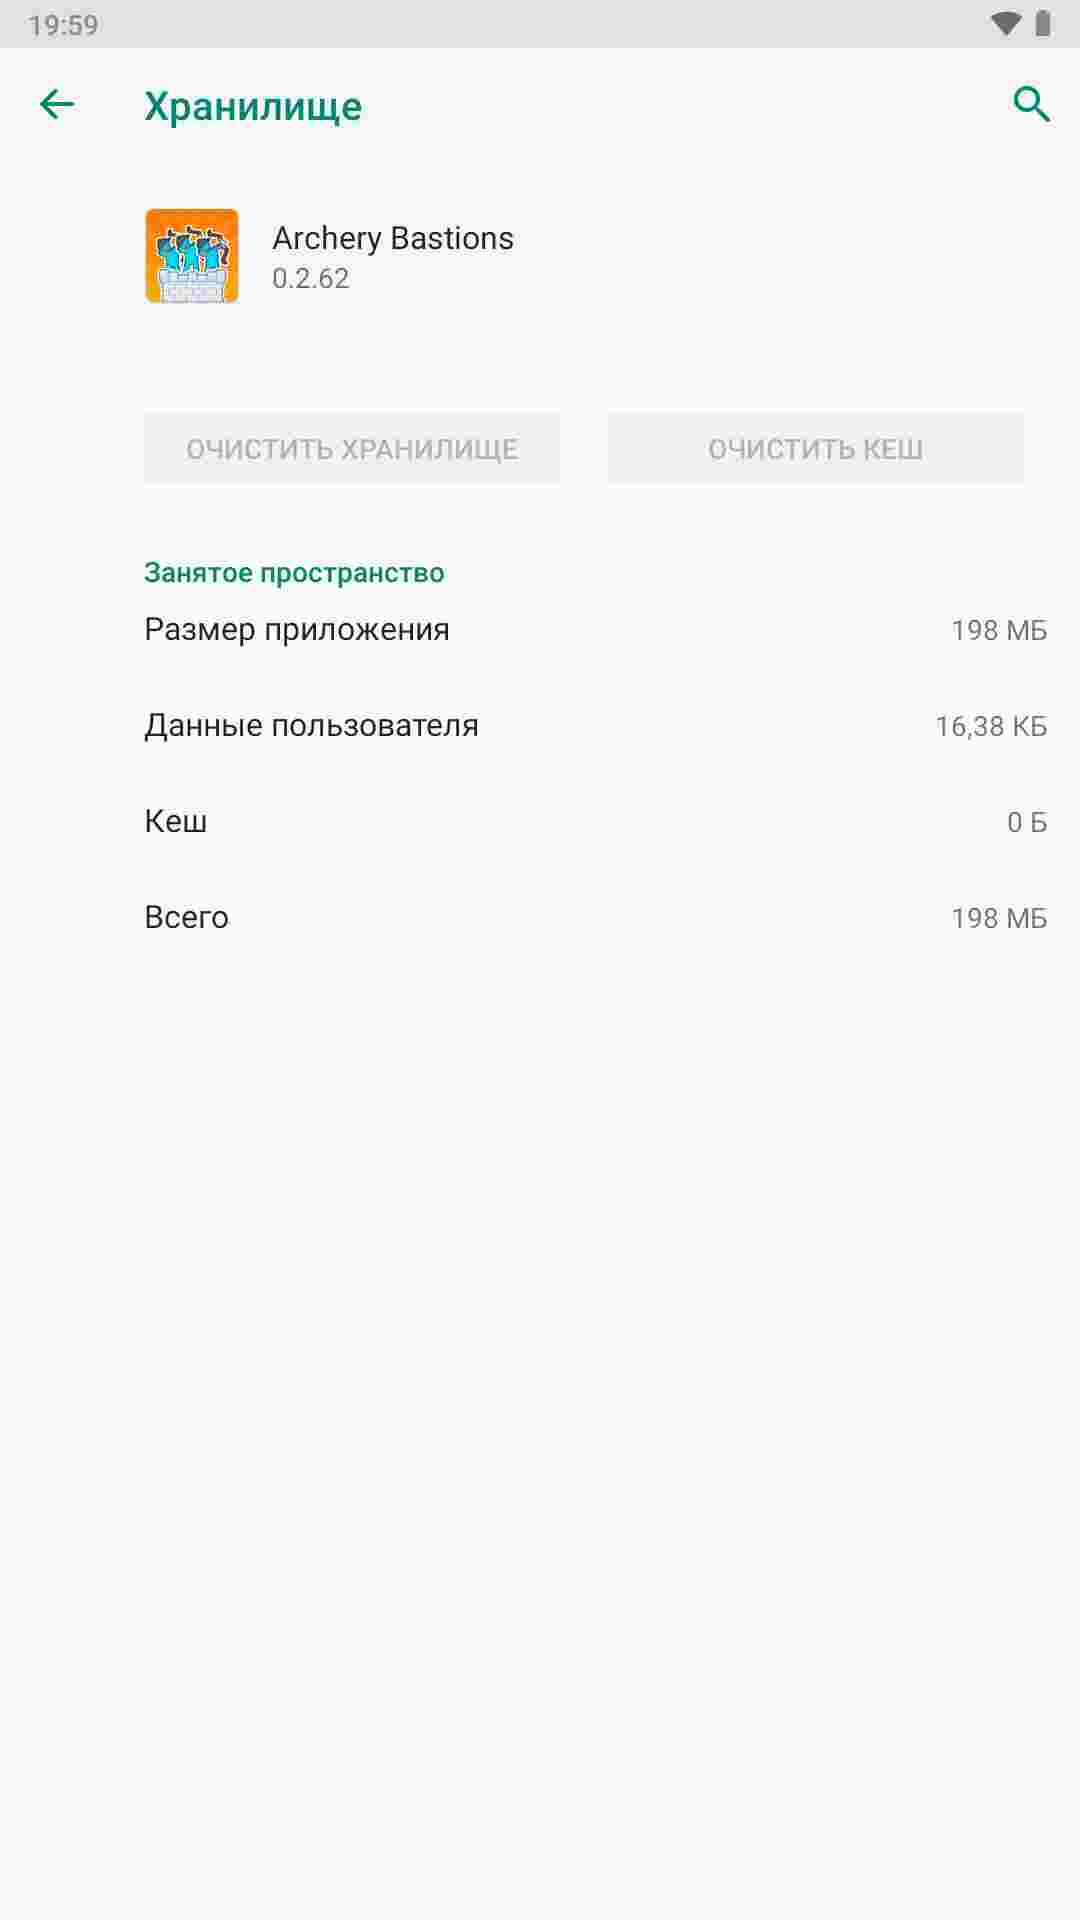 19:59
Хранилище
Archery Bastions
0.2.62
ОЧИСТИТЬ ХРАНИЛИЩЕ
ОЧИСТИТЬ КЕШ
Занятое пространство
Размер приложения 198 МБ
Данные пользователя 16,38 КБ
Кеш 0 Б
Всего 198 МБ